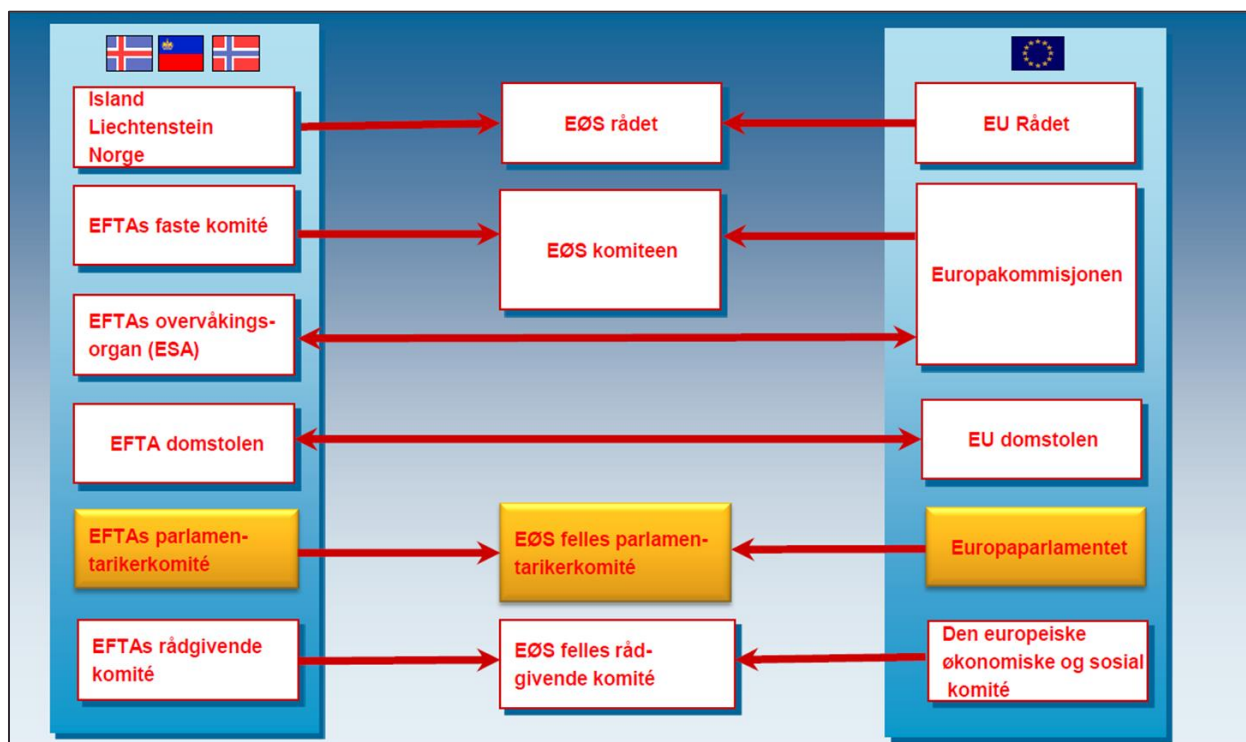 Island
Liechtenstein
Norge
EØS rådet
EU Rådet
EFTAs faste komité
EØS komiteen
Europakommisjonen
EFTAs overvåkings-
organ (ESA)
EFTA domstolen
EU domstolen
EFTAs parlamen-
tarikerkomité
EØS felles parlamen-
tarikerkomité
Europaparlamentet
EFTAs rådgivende
komité
EØS felles råd-
givende komité
Den europeiske
økonomiske og sosial
komité